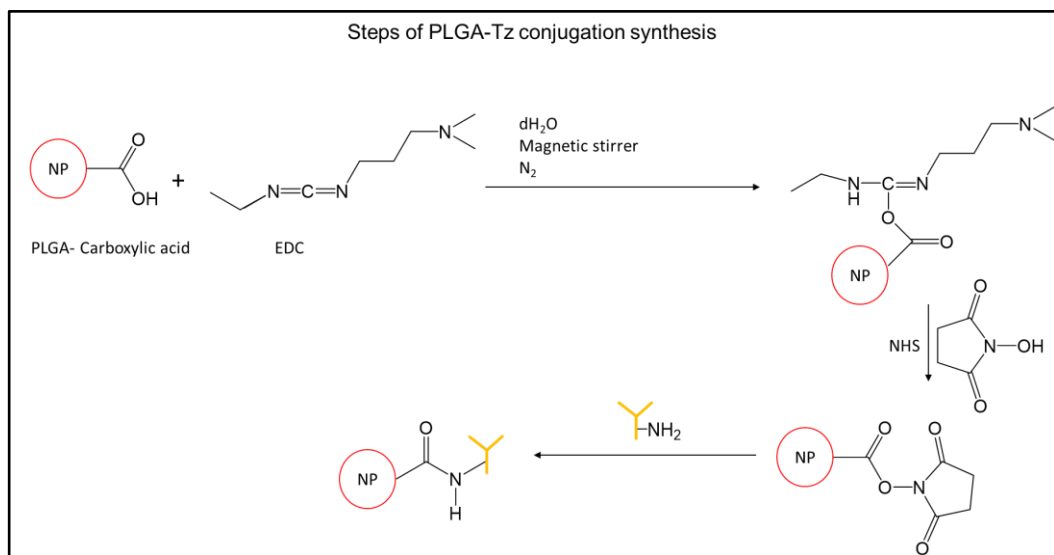 Steps of PLGA-Tz conjugation synthesis
NP
O
OH
+
N
C
N
N
PLGA- Carboxylic acid
EDC
dH₂O
Magnetic stirrer
N₂
N
N
H
C
N
O
O
NP
NHS
O
N
OH
O
NP
O
O
N
O
O
NH₂
NP
O
N
H